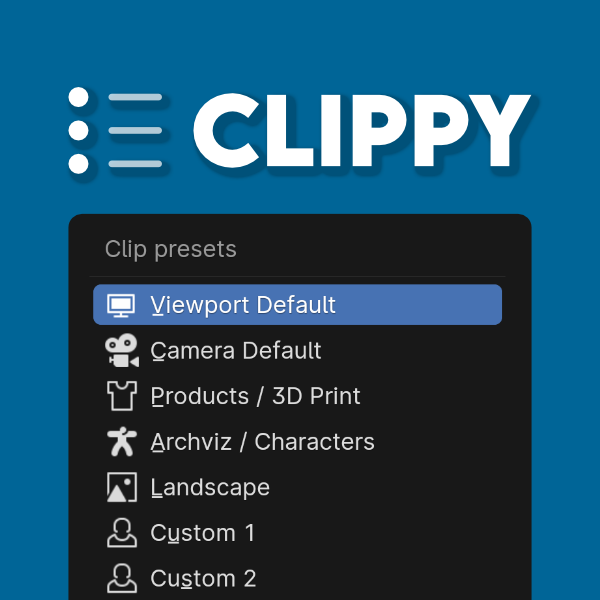 CLIPPY
Clip presets
Viewport Default
Camera Default
Products / 3D Print
Archviz / Characters
Landscape
Custom 1
Custom 2